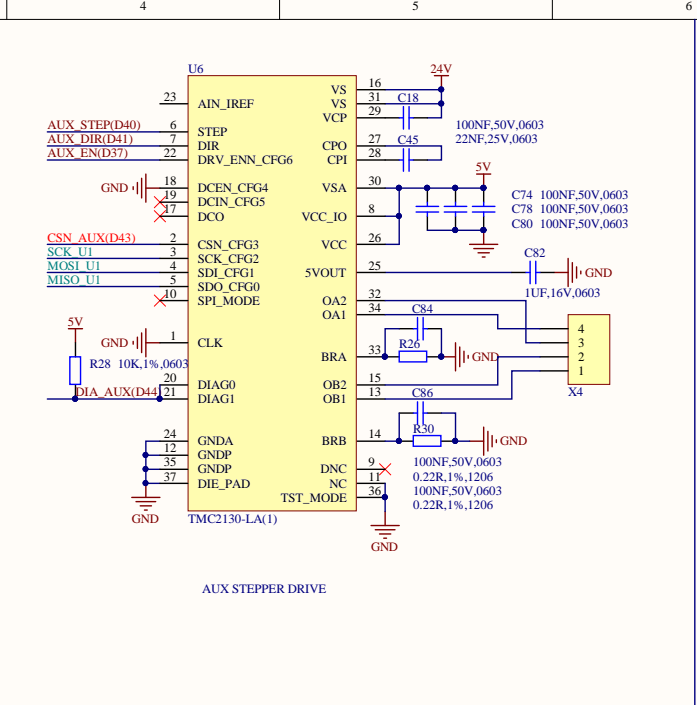 4 5 6
U6
24V
23 AIN_IREF VS 16
VS 31
VCP 29 C18
100NF,50V,0603
AUX_STEP(D40) 6 STEP
AUX_DIR(D41) 7 DIR CPO 27 C45 22NF,25V,0603
AUX_EN(D37) 22 DRV_ENN_CFG6 CPI 28
5V
GND 18 DCEN_CFG4 VSA 30
19 DCIN_CFG5 C74 100NF,50V,0603
17 DCO VCC_IO 8 C78 100NF,50V,0603
C80 100NF,50V,0603
CSN_AUX(D43) 2 CSN_CFG3 VCC 26
SCK_U1 3 SCK_CFG2 C82
MOSI_U1 4 SDI_CFG1 5VOUT 25 GND
MISO_U1 5 SDO_CFG0
10 SPI_MODE OA2 32 1UF,16V,0603
OA1 34 C84
5V 4
GND 1 CLK R26 3
BRA 33 GND 2
R28 10K,1%,0603 1
DIA_AUX(D44 20 DIAG0 OB2 15
21 DIAG1 OB1 13 C86 X4
R30
24 GNDA BRB 14 GND
12 GNDP
35 GNDP DNC 9 100NF,50V,0603
NC 11 0.22R,1%,1206
37 DIE_PAD TST_MODE 36 100NF,50V,0603
0.22R,1%,1206
GND TMC2130-LA(1)
GND
AUX STEPPER DRIVE